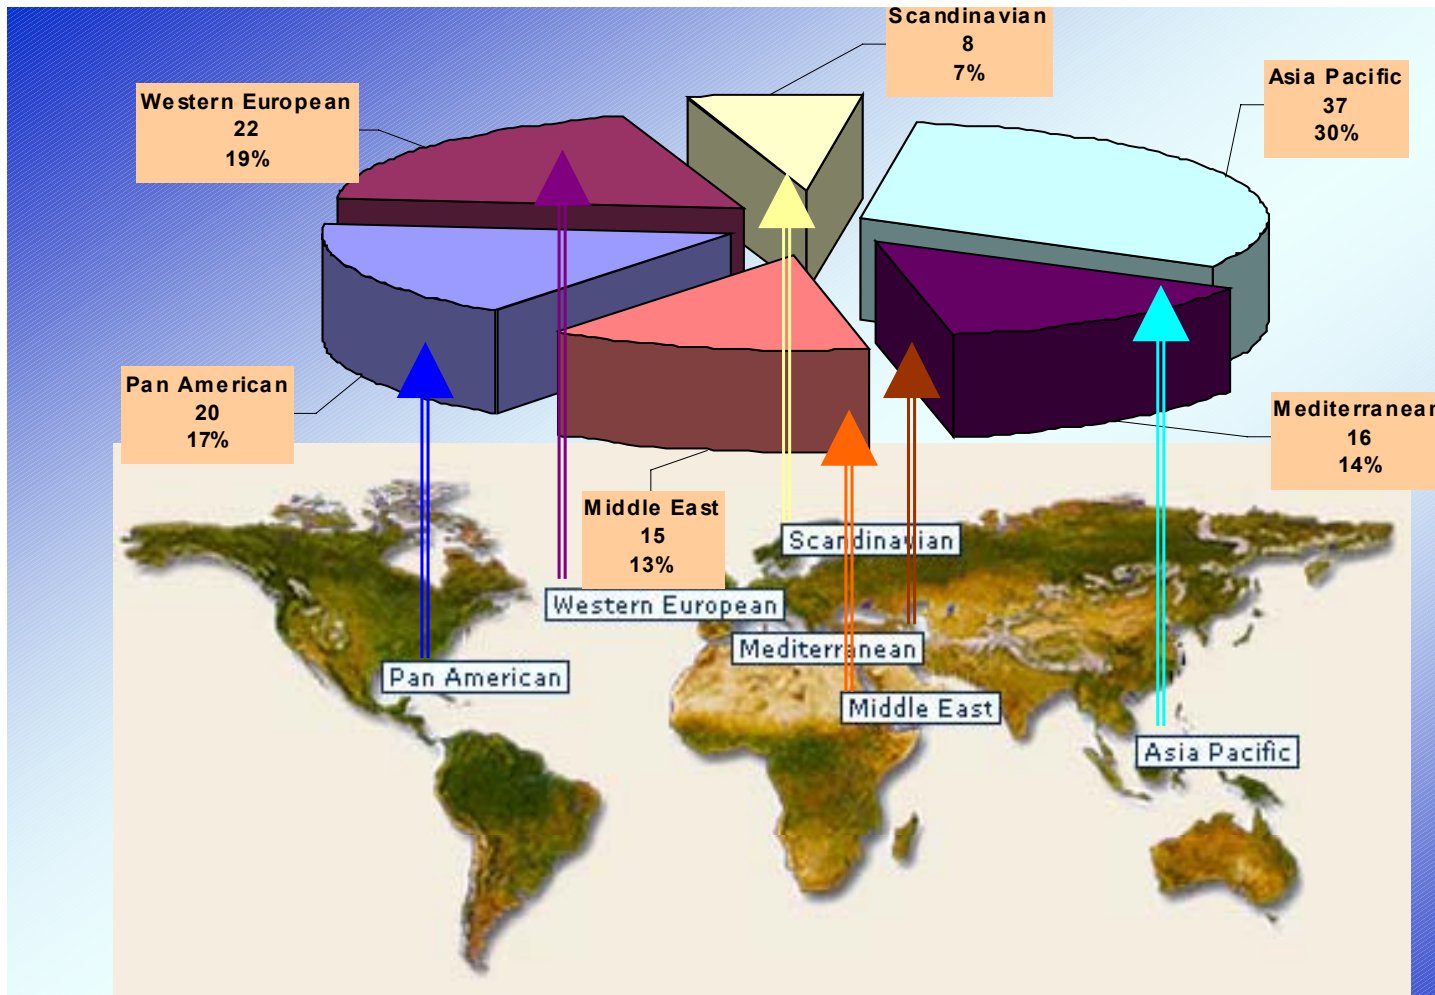 Scandinavian
8
7%
Western European
22
19%
Asia Pacific
37
30%
Pan American
20
17%
Mediterranean
16
14%
Middle East
15
13%
Scandinavian
Western European
Mediterranean
Pan American
Middle East
Asia Pacific